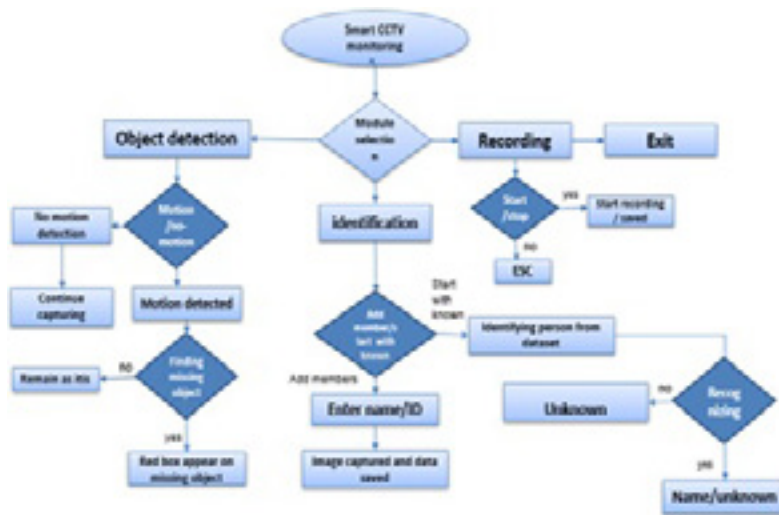 Smart CCTV
monitoring
Object detection
Module
selectio
n
Recording
Exit
Motion
/no-
motion
No motion
detection
Continue
capturing
Motion detected
identification
Start
/stop
yes
Start recording
/ saved
no
ESC
Start
with
known
Add
member/s
tart with
known
Identifying person from
dataset
Finding
missing
object
no
Remain as itis
yes
Red box appear on
missing object
Add members
Enter name/ID
Image captured and data
saved
Recog
nizing
no
Unknown
yes
Name/unknown